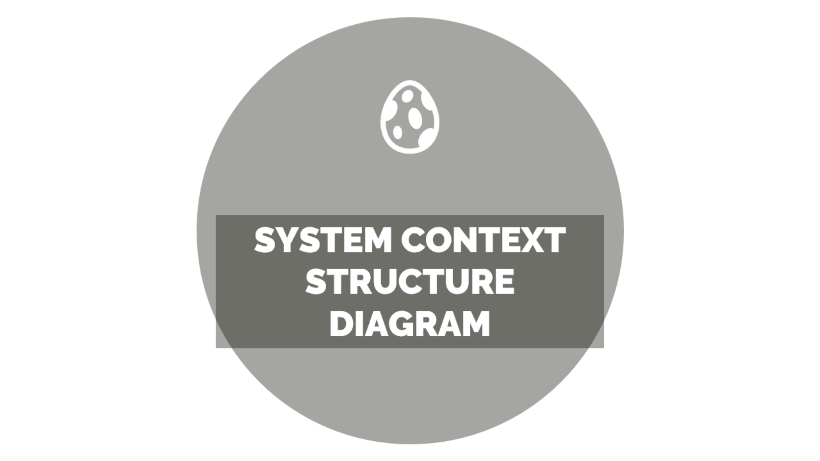 SYSTEM CONTEXT
STRUCTURE
DIAGRAM